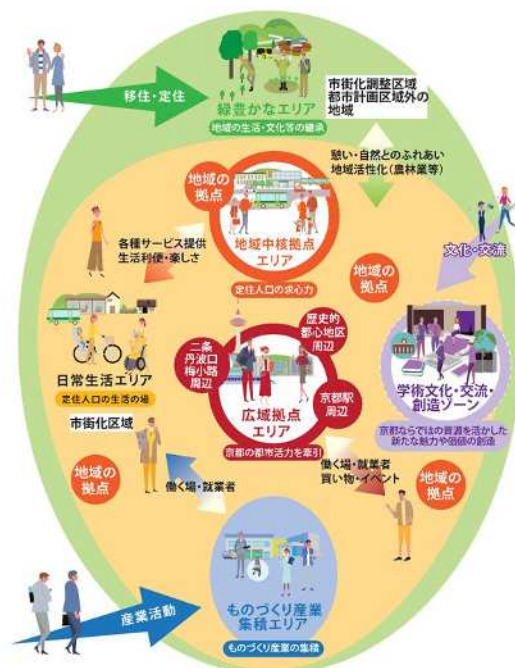 移住・定住
緑豊かなエリア
地域の生活・文化等の継承
市街化調整区域
都市計画区域外の
地域
憩い・自然とのふれあい
地域活性化（農林業等）
地域の
拠点
地域中核拠点
エリア
定住人口の求心力
各種サービス提供
生活利便・楽しさ
文化・交流
地域の
拠点
日常生活エリア
定住人口の生活の場
市街化区域
二条
丹波口
梅小路
周辺
歴史的
都心地区
周辺
京都駅
周辺
広域拠点
エリア
京都の都市活力を牽引
学術文化・交流・
創造ゾーン
京都ならではの資源を活かした
新たな魅力や価値の創造
地域の
拠点
働く場・就業者
働く場・就業者
買い物・イベント
地域の
拠点
産業活動
ものづくり産業
集積エリア
ものづくり産業の集積